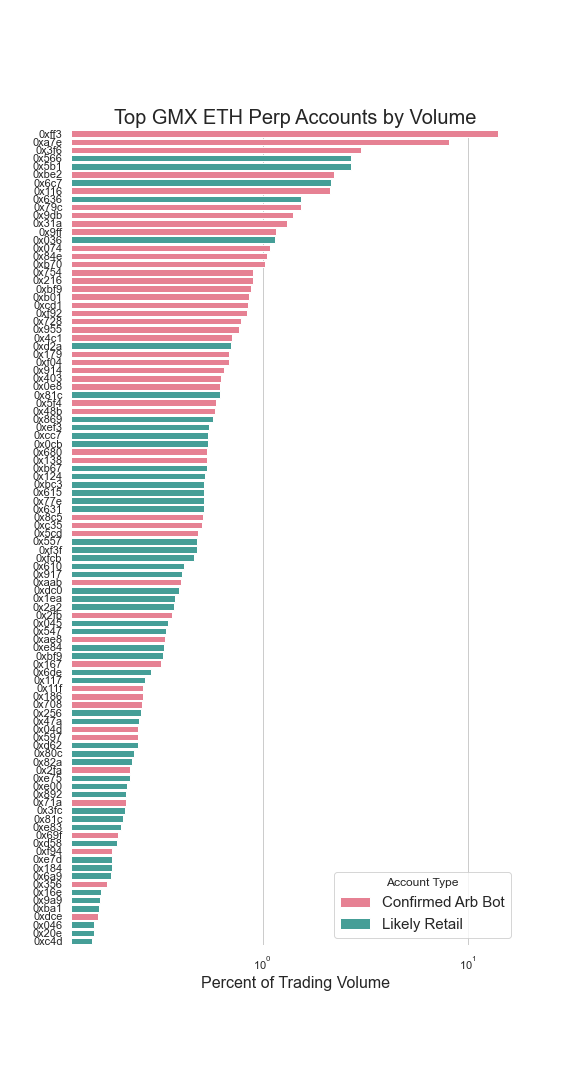 Top GMX ETH Perp Accounts by Volume
0xff3
0xa7e
0x3f6
0x566
0x5b1
0xbe2
0x6c7
0x116
0x636
0x79c
0x9db
0x31a
0x9ff
0x036
0x074
0x84e
0xb70
0x754
0x216
0xbf9
0xb01
0xcd1
0xf92
0x728
0x955
0x4c1
0xd2a
0x179
0xf04
0x914
0x403
0x0e8
0x81c
0x5f4
0x48b
0x869
0xef3
0xcc7
0x0cb
0x680
0x138
0xb67
0x124
0xbc3
0x615
0x77e
0x631
0x8c5
0xc35
0x5cd
0x557
0xf3f
0xfcb
0x610
0x917
0xaab
0xdc0
0x1ea
0x2a2
0x2fb
0x045
0x547
0xae8
0xe84
0xbf9
0x167
0x6de
0x117
0x11f
0x186
0x708
0x256
0x47a
0x04d
0x597
0xd62
0x80c
0x82a
0x2fa
0xe75
0xe00
0x892
0x71a
0x3fc
0x81c
0xe83
0x69f
0xd58
0xf94
0xe7d
0x184
0x6a9
0x356
0x16e
0x9a9
0xba1
0xdce
0x046
0x20e
0xc4d
Account Type
Confirmed Arb Bot
Likely Retail
10⁰
10¹
Percent of Trading Volume